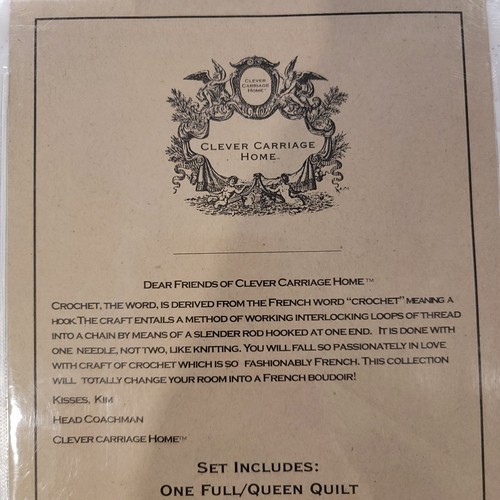 CLEVER
CARRIAGE
HOME
CLEVER CARRIAGE
HOME™
DEAR FRIENDS OF CLEVER CARRIAGE HOME™
CROCHET, THE WORD, IS DERIVED FROM THE FRENCH WORD “CROCHET” MEANING A
HOOK.THE CRAFT ENTAILS A METHOD OF WORKING INTERLOCKING LOOPS OF THREAD
INTO A CHAIN BY MEANS OF A SLENDER ROD HOOKED AT ONE END. IT IS DONE WITH
ONE NEEDLE, NOT TWO, LIKE KNITTING. YOU WILL FALL SO PASSIONATELY IN LOVE
WITH CRAFT OF CROCHET WHICH IS SO FASHIONABLY FRENCH. THIS COLLECTION
WILL TOTALLY CHANGE YOUR ROOM INTO A FRENCH BOUDOIR!
KISSES, KIM
HEAD COACHMAN
CLEVER CARRIAGE HOME™
SET INCLUDES:
ONE FULL/QUEEN QUILT